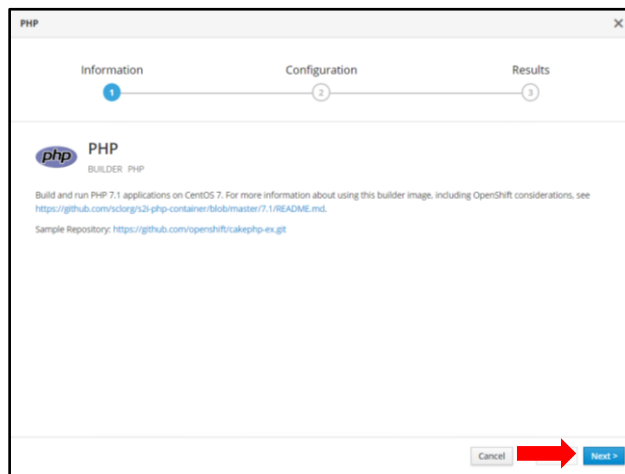 PHP
Information Configuration Results
1 2 3
php PHP
BUILDER PHP
Build and run PHP 7.1 applications on CentOS 7. For more information about using this builder image, including OpenShift considerations, see
https://github.com/sclorg/s2i-php-container/blob/master/7.1/README.md.
Sample Repository: https://github.com/openshift/cakephp-ex.git
Cancel Next >